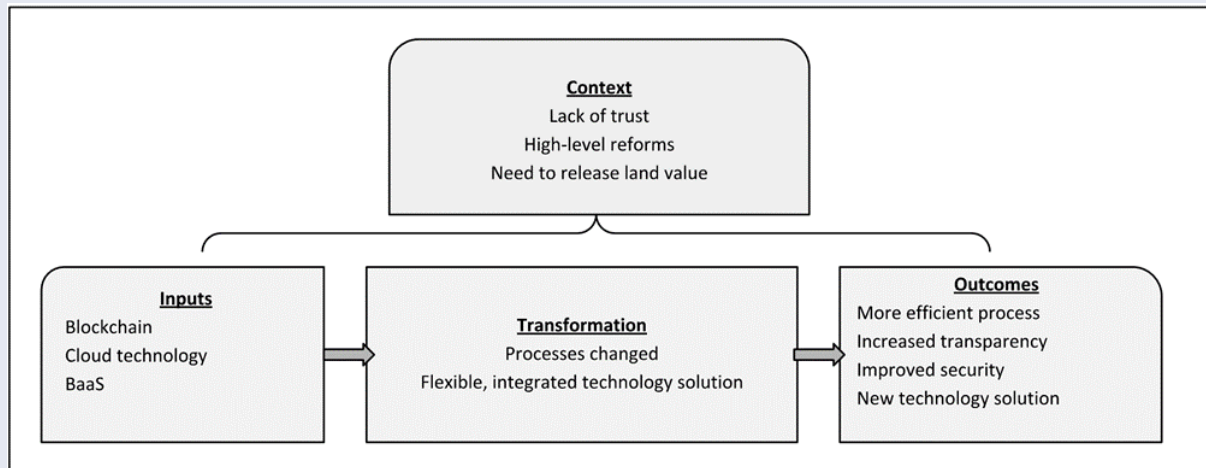 Context
Lack of trust
High-level reforms
Need to release land value
Inputs
Blockchain
Cloud technology
BaaS
Transformation
Processes changed
Flexible, integrated technology solution
Outcomes
More efficient process
Increased transparency
Improved security
New technology solution